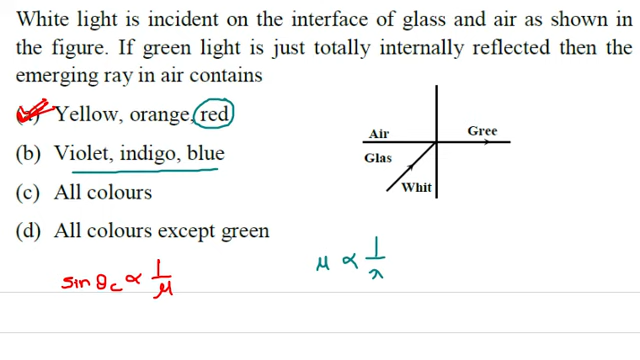 White light is incident on the interface of glass and air as shown in
the figure. If green light is just totally internally reflected then the
emerging ray in air contains
Yellow, orange, red
(b) Violet, indigo, blue
(c) All colours
(d) All colours except green
Air
Gree
Glas
Whit
sin θc ∝ 1/μ
μ ∝ 1/λ